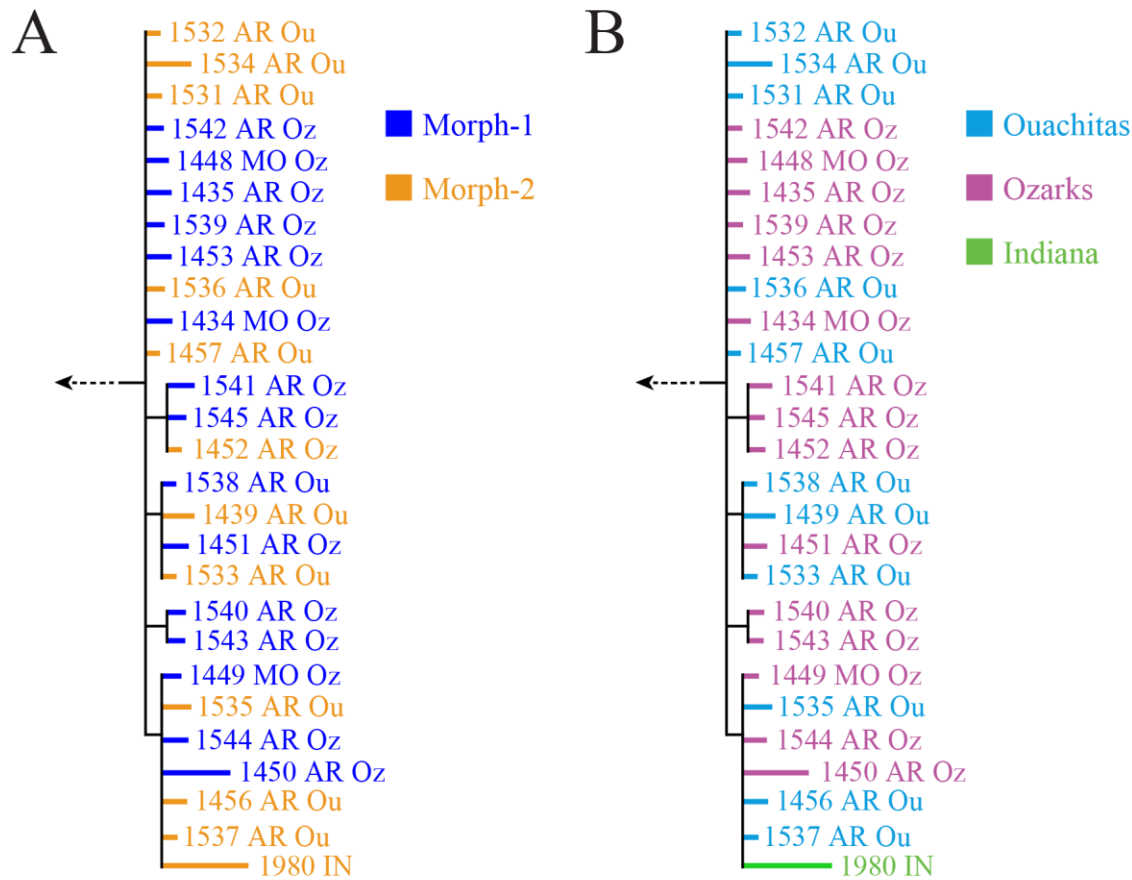 A
1532 AR Ou
1534 AR Ou
1531 AR Ou
1542 AR Oz
1448 MO Oz
1435 AR Oz
1539 AR Oz
1453 AR Oz
1536 AR Ou
1434 MO Oz
1457 AR Ou
1541 AR Oz
1545 AR Oz
1452 AR Oz
1538 AR Ou
1439 AR Ou
1451 AR Oz
1533 AR Ou
1540 AR Oz
1543 AR Oz
1449 MO Oz
1535 AR Ou
1544 AR Oz
1450 AR Oz
1456 AR Ou
1537 AR Ou
1980 IN
Morph-1
Morph-2
B
1532 AR Ou
1534 AR Ou
1531 AR Ou
1542 AR Oz
1448 MO Oz
1435 AR Oz
1539 AR Oz
1453 AR Oz
1536 AR Ou
1434 MO Oz
1457 AR Ou
1541 AR Oz
1545 AR Oz
1452 AR Oz
1538 AR Ou
1439 AR Ou
1451 AR Oz
1533 AR Ou
1540 AR Oz
1543 AR Oz
1449 MO Oz
1535 AR Ou
1544 AR Oz
1450 AR Oz
1456 AR Ou
1537 AR Ou
1980 IN
Ouachitas
Ozarks
Indiana